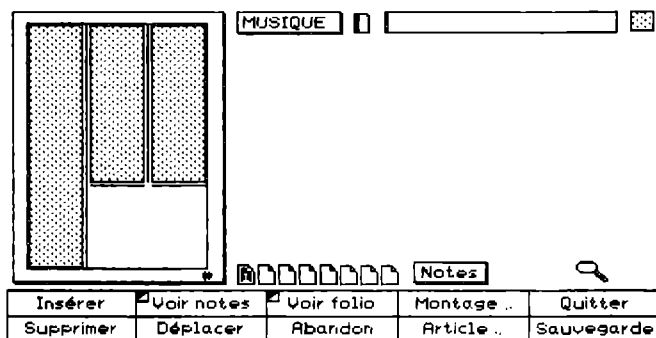 MUSIQUE
Notes
Insérer Voir notes Voir folio Montage .. Quitter
Supprimer Déplacer Abandon Article .. Sauvegarde